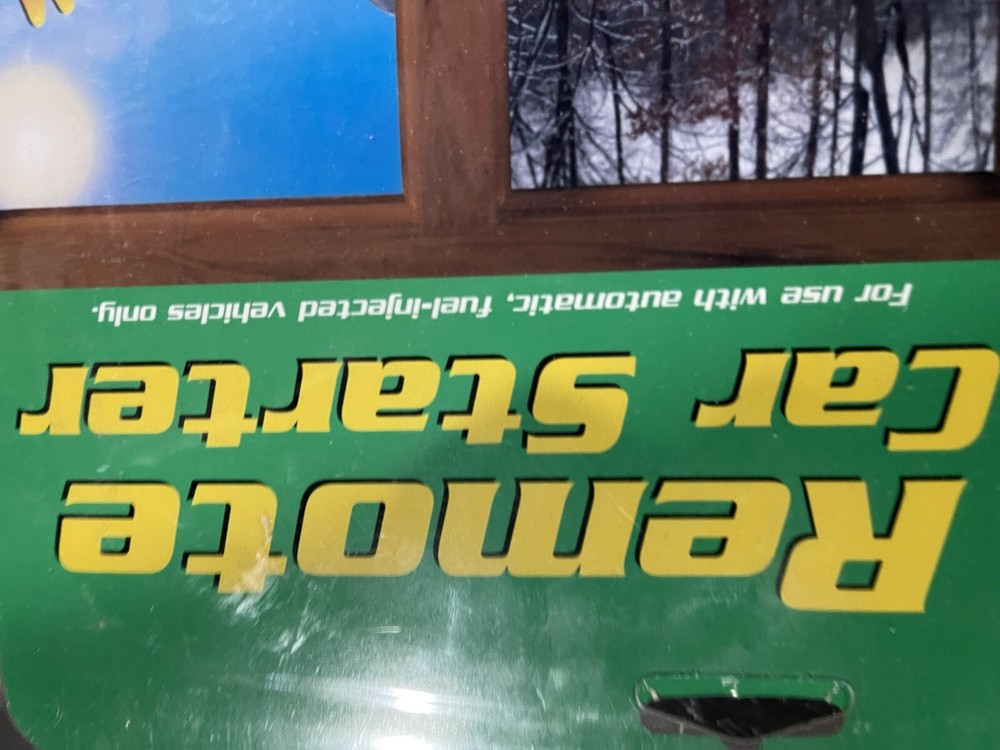 Remote
Car Starter
For use with automatic, fuel-injected vehicles only.